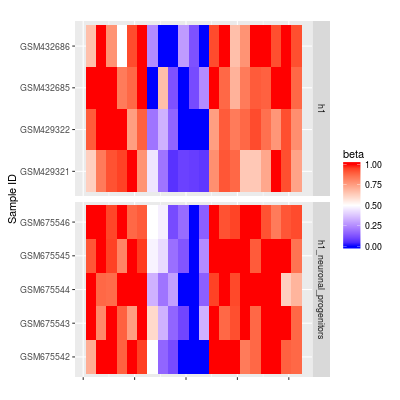 Sample ID
GSM432686
GSM432685
GSM429322
GSM429321
h1
GSM675546
GSM675545
GSM675544
GSM675543
GSM675542
h1_neuronal_progenitors
beta
1.00
0.75
0.50
0.25
0.00